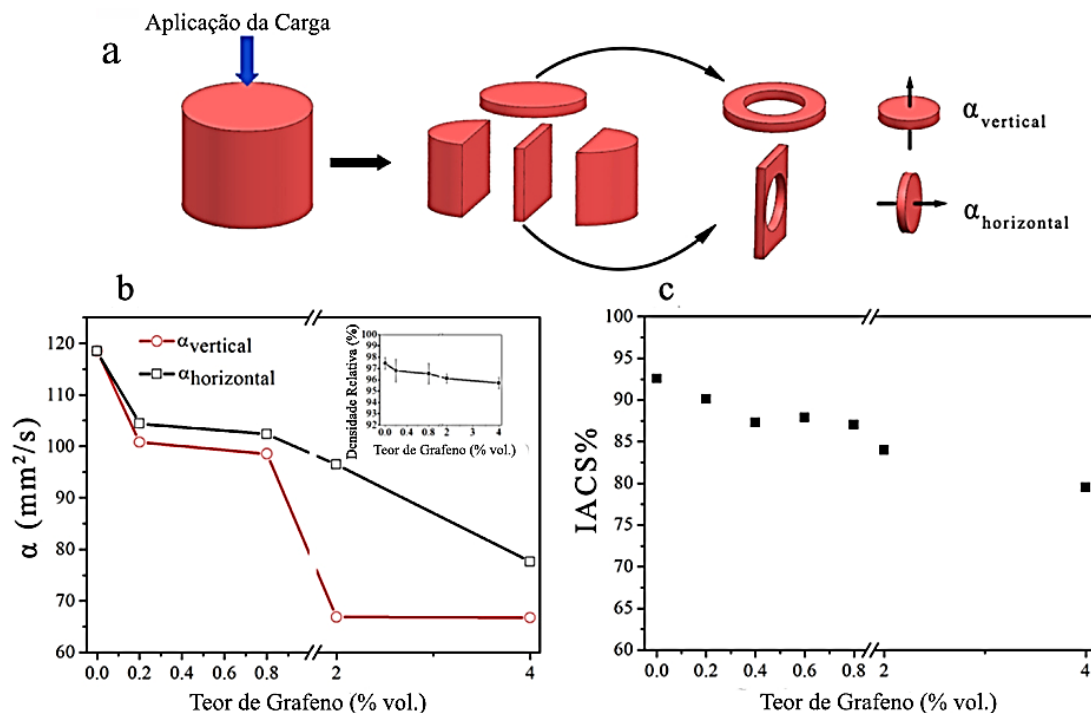 Aplicação da Carga
a
α vertical
α horizontal
b
α (mm²/s)
120
110
100
90
80
70
60
α vertical
α horizontal
Densidade Relativa (%)
100
99
98
97
96
95
94
93
92
0.0 0.4 0.8 2 3 4
Teor de Grafeno (% vol.)
0.0 0.2 0.4 0.6 0.8 2 4
Teor de Grafeno (% vol.)
c
IACS%
100
95
90
85
80
75
70
65
60
0.0 0.2 0.4 0.6 0.8 2 4
Teor de Grafeno (% vol.)